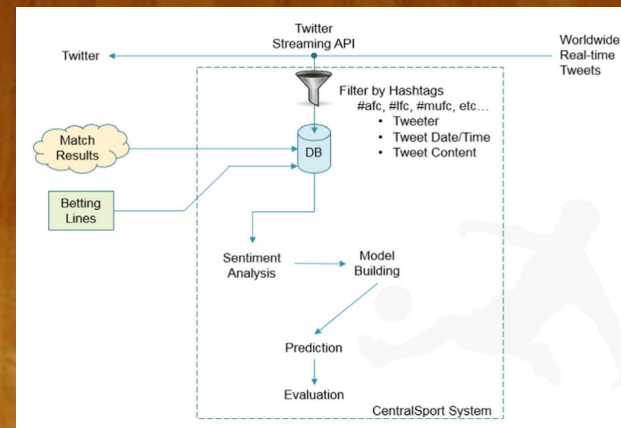 Twitter
Streaming API
Twitter
Worldwide
Real-time
Tweets
Filter by Hashtags
#afc, #lfc, #mufc, etc…
• Tweeter
• Tweet Date/Time
• Tweet Content
Match
Results
DB
Betting
Lines
Sentiment
Analysis
Model
Building
Prediction
Evaluation
CentralSport System